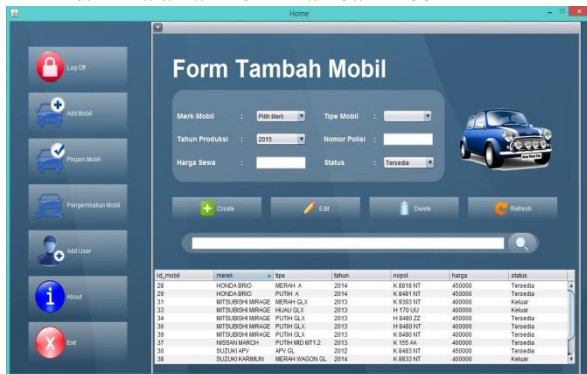 Home
Log Off
Add Mobil
Pinjam Mobil
Pengembalian Mobil
Add User
About
Exit
Form Tambah Mobil
Merk Mobil : Pilih Merk Tipe Mobil :
Tahun Produksi : 2015 Nomor Polisi :
Harga Sewa : Status : Tersedia
Create Edit Delete Refresh
id_mobil merek tipe tahun nopol harga status
28 HONDA BRIO MERAH A 2014 K 8818 NT 450000 Tersedia
29 HONDA BRIO PUTIH A 2014 K 8481 NT 450000 Tersedia
31 MITSUBISHI MIRAGE MERAH GLX 2013 K 9393 NT 400000 Keluar
33 MITSUBISHI MIRAGE HIJAU GLX 2013 H 170 UU 400000 Keluar
34 MITSUBISHI MIRAGE PUTIH GLX 2013 H 8480 ZZ 400000 Tersedia
36 MITSUBISHI MIRAGE PUTIH GLX 2013 H 8480 NT 400000 Tersedia
39 MITSUBISHI MIRAGE PUTIH GLX 2013 K 8480 NT 400000 Tersedia
37 NISSAN MARCH PUTIH MID MT1.2 2013 K 155 AA 400000 Keluar
30 SUZUKI APV APV GL 2012 K 8483 NT 450000 Tersedia
38 SUZUKI KARIMUN MERAH WAGON GL 2014 K 8833 NT 400000 Keluar